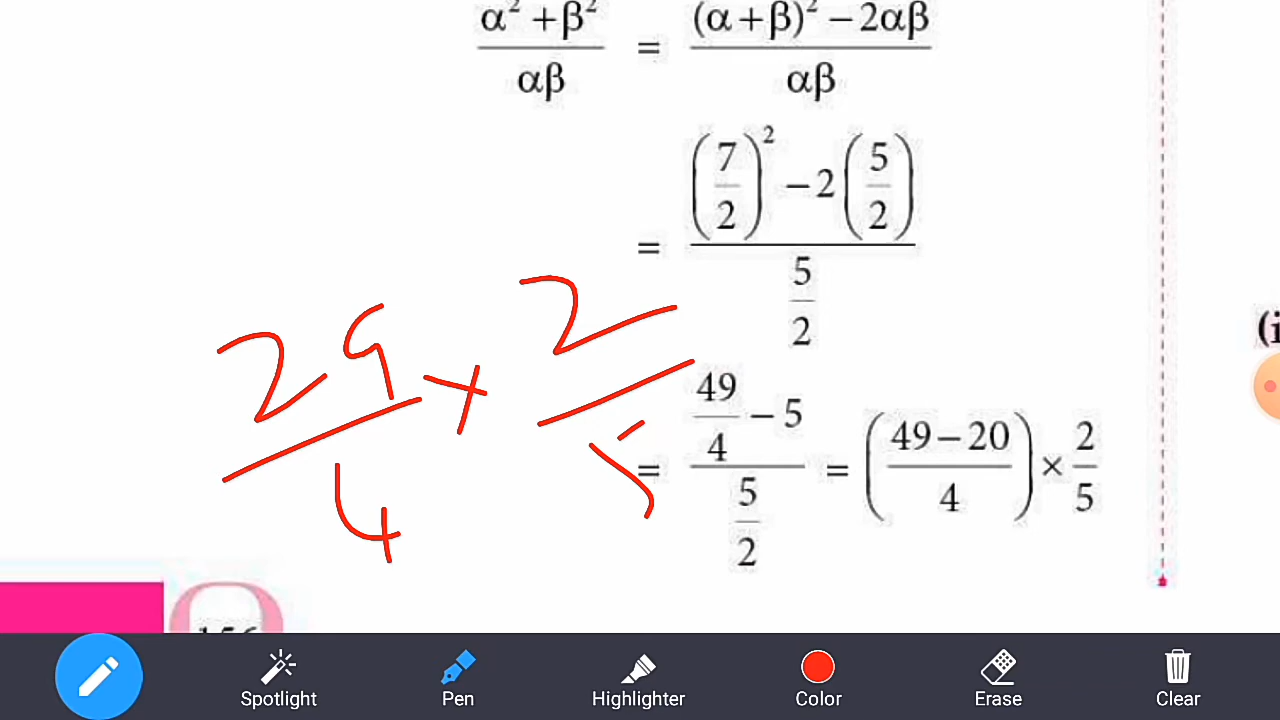 α² + β² / αβ = (α + β)² − 2αβ / αβ
= (7/2)² − 2(5/2) / 5/2
29/4 × 2/5
= 49/4 − 5 / 5/2 = (49 − 20 / 4) × 2/5
(i
156
Spotlight Pen Highlighter Color Erase Clear